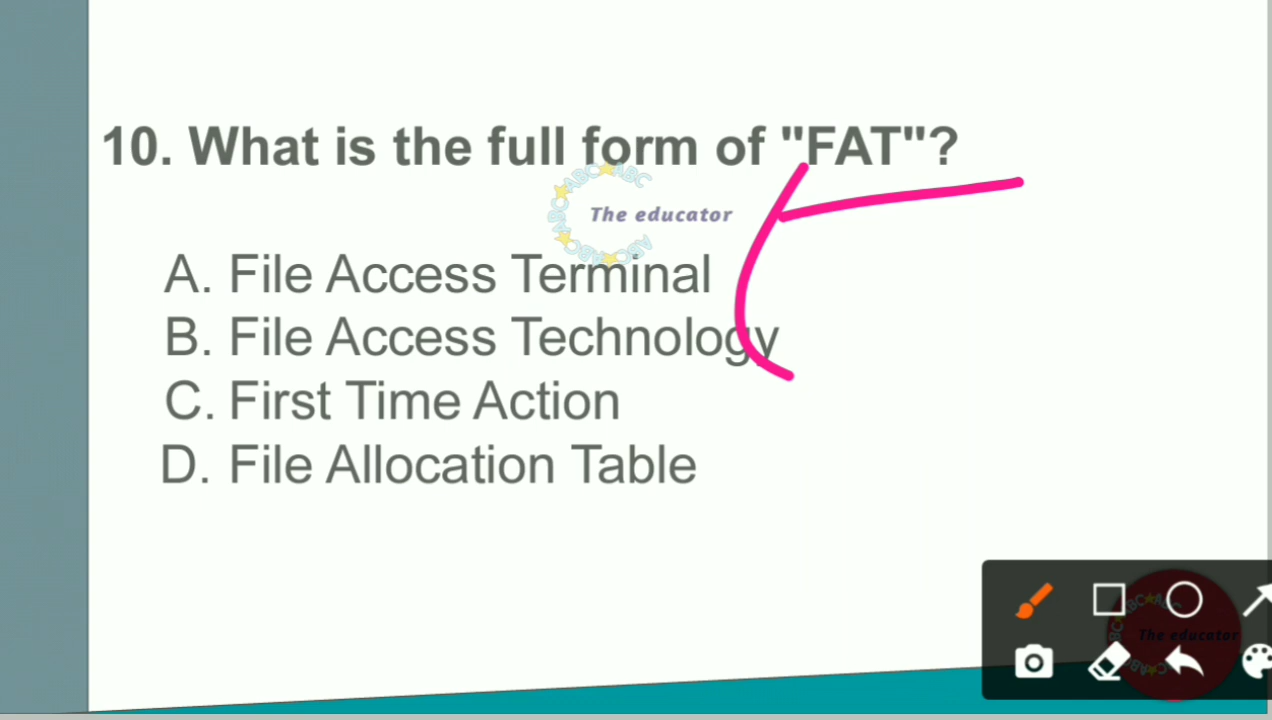 10. What is the full form of "FAT"?
The educator
A. File Access Terminal
B. File Access Technology
C. First Time Action
D. File Allocation Table
The educator